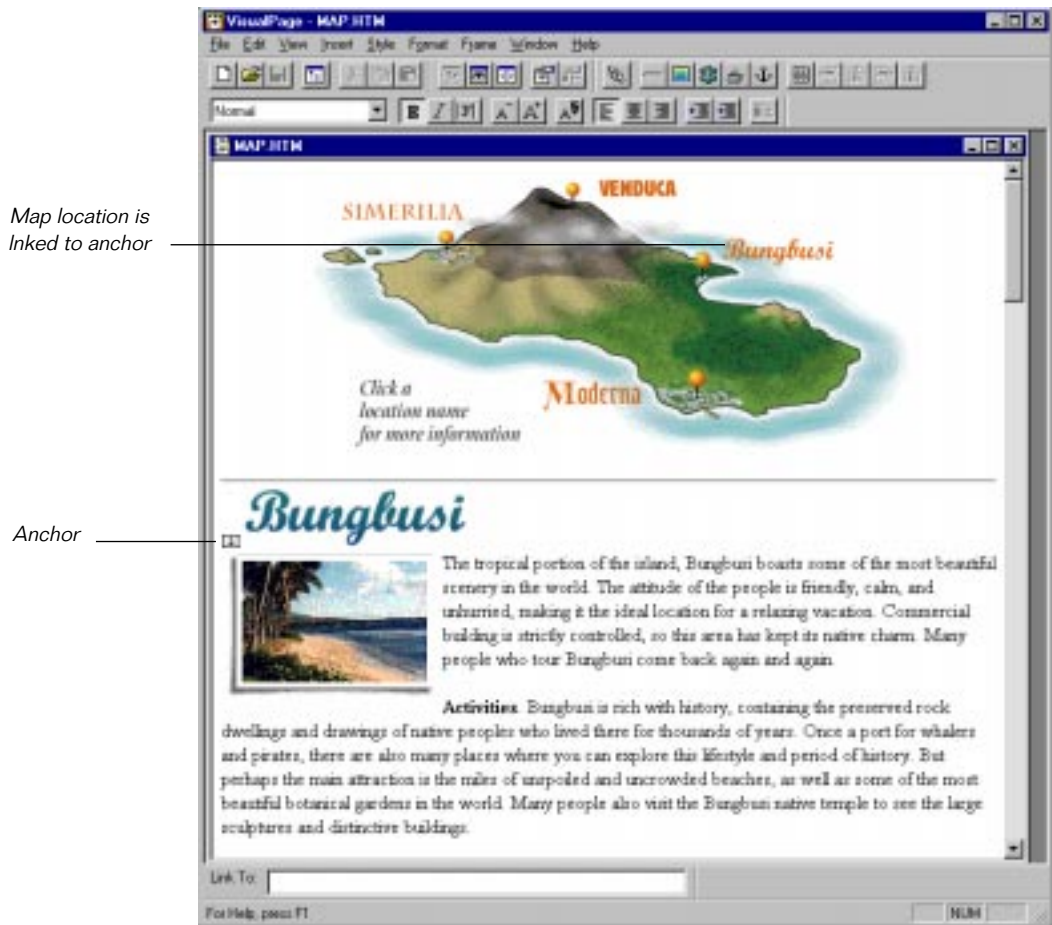 VisualPage - MAP.HTM
File Edit View Insert Style Format Frame Window Help
Normal
MAP.HTM
VENDUCA
SIMERILIA
Map location is
lnked to anchor
Bungbusi
Click a
location name
for more information
Moderna
Bungbusi
Anchor
The tropical portion of the island, Bungbusi boasts some of the most beautiful
scenery in the world. The attitude of the people is friendly, calm, and
unhurried, making it the ideal location for a relaxing vacation. Commercial
building is strictly controlled, so this area has kept its native charm. Many
people who tour Bungbusi come back again and again.
Activities. Bungbusi is rich with history, containing the preserved rock
dwellings and drawings of native peoples who lived there for thousands of years. Once a port for whalers
and pirates, there are also many places where you can explore this lifestyle and period of history. But
perhaps the main attraction is the miles of unspoiled and uncrowded beaches, as well as some of the most
beautiful botanical gardens in the world. Many people also visit the Bungbusi native temple to see the large
sculptures and distinctive buildings.
Link To:
For Help, press F1
NUM